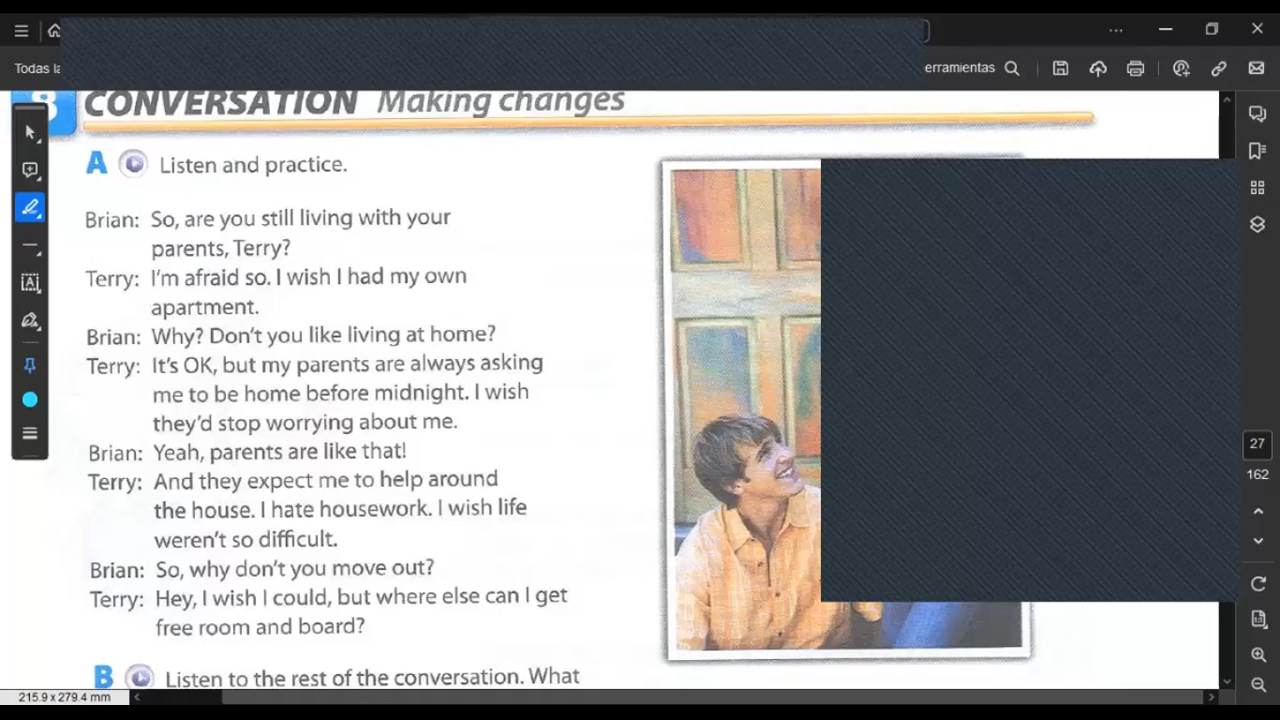 Todas la
erramientas
8 CONVERSATION Making changes
A Listen and practice.
Brian: So, are you still living with your
parents, Terry?
Terry: I'm afraid so. I wish I had my own
apartment.
Brian: Why? Don't you like living at home?
Terry: It's OK, but my parents are always asking
me to be home before midnight. I wish
they'd stop worrying about me.
Brian: Yeah, parents are like that!
Terry: And they expect me to help around
the house. I hate housework. I wish life
weren't so difficult.
Brian: So, why don't you move out?
Terry: Hey, I wish I could, but where else can I get
free room and board?
B Listen to the rest of the conversation. What
27
162
215.9 x 279.4 mm